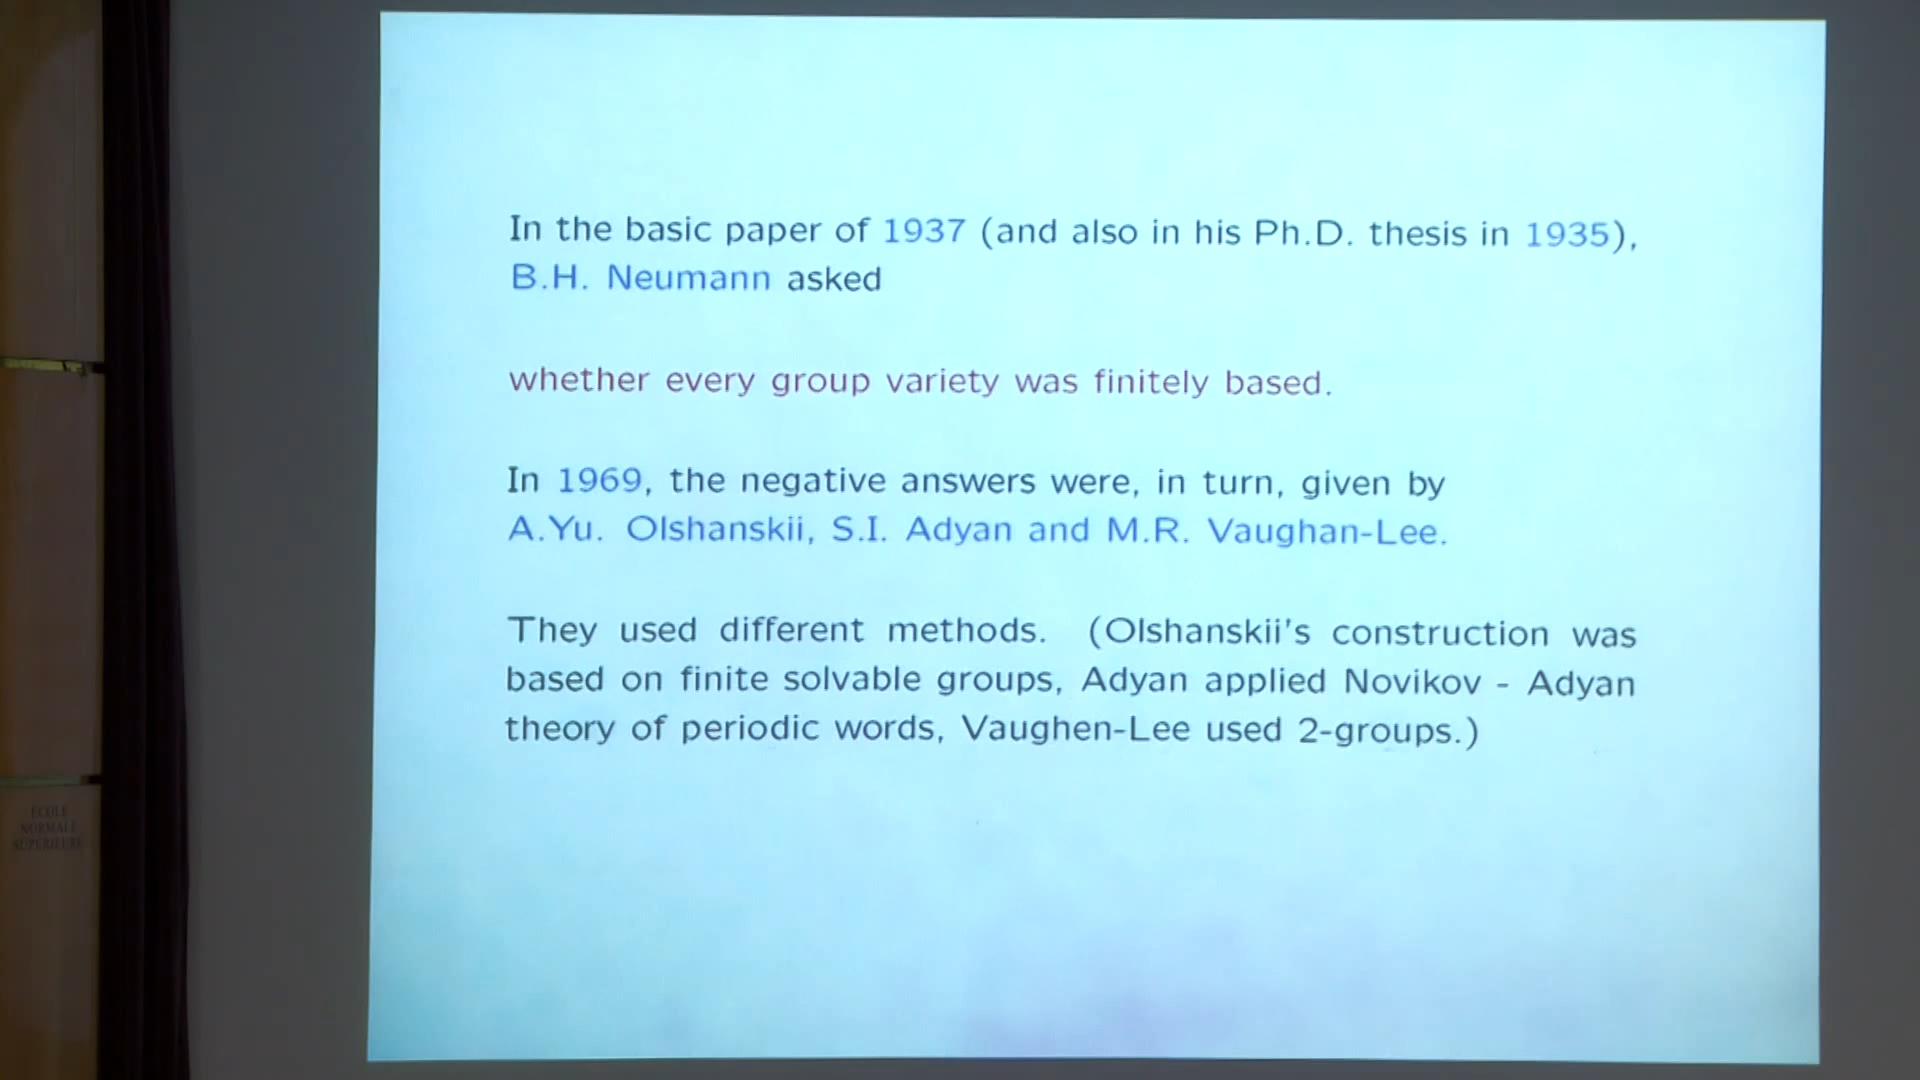 In the basic paper of 1937 (and also in his Ph.D. thesis in 1935),
B.H. Neumann asked
whether every group variety was finitely based.
In 1969, the negative answers were, in turn, given by
A.Yu. Olshanskii, S.I. Adyan and M.R. Vaughan-Lee.
They used different methods. (Olshanskii's construction was
based on finite solvable groups, Adyan applied Novikov - Adyan
theory of periodic words, Vaughen-Lee used 2-groups.)
ÉCOLE
NORMALE
SUPÉRIEURE